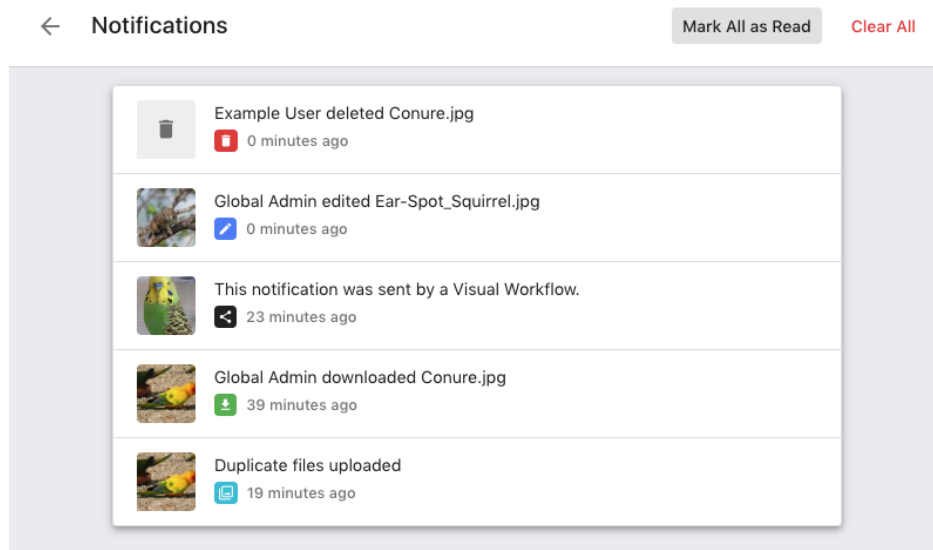 Notifications
Mark All as Read
Clear All
Example User deleted Conure.jpg
0 minutes ago
Global Admin edited Ear-Spot_Squirrel.jpg
0 minutes ago
This notification was sent by a Visual Workflow.
23 minutes ago
Global Admin downloaded Conure.jpg
39 minutes ago
Duplicate files uploaded
19 minutes ago